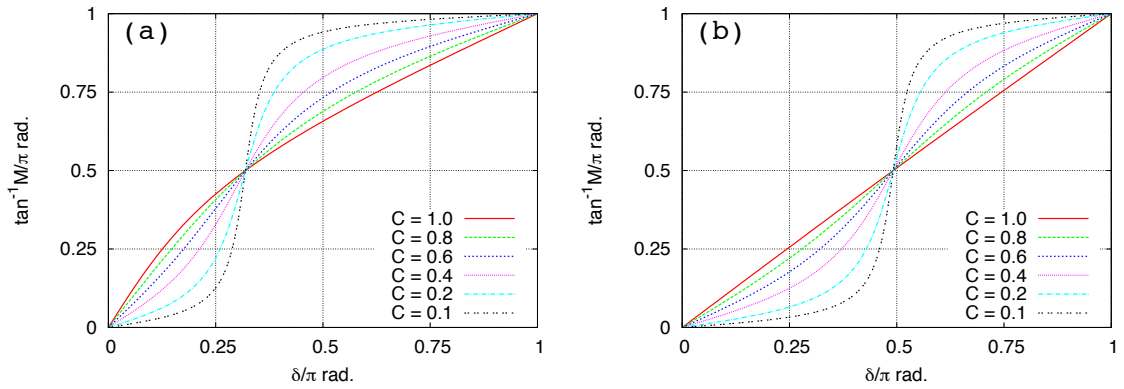 (a)
tan⁻¹M/π rad.
1
0.75
0.5
0.25
0
C = 1.0
C = 0.8
C = 0.6
C = 0.4
C = 0.2
C = 0.1
0 0.25 0.5 0.75 1
δ/π rad.
(b)
tan⁻¹M/π rad.
1
0.75
0.5
0.25
0
C = 1.0
C = 0.8
C = 0.6
C = 0.4
C = 0.2
C = 0.1
0 0.25 0.5 0.75 1
δ/π rad.